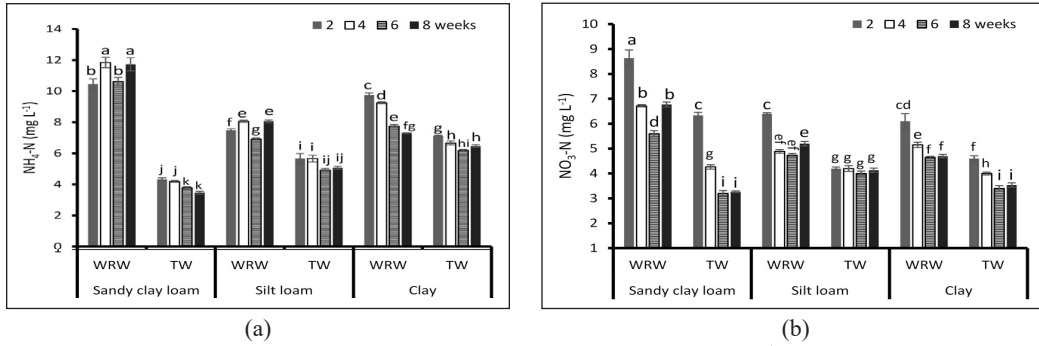 2 4 6 8 weeks
NH₄-N (mg L⁻¹)
14
12
10
8
6
4
2
0
b a b a
j j k k
f e g e
i i ij ij
c d e fg
g h hi h
WRW TW WRW TW WRW TW
Sandy clay loam Silt loam Clay
(a)
2 4 6 8 weeks
NO₃-N (mg L⁻¹)
10
9
8
7
6
5
4
3
2
1
a b d b
c g i i
c ef ef e
g g g g
cd e f f
f h i i
WRW TW WRW TW WRW TW
Sandy clay loam Silt loam Clay
(b)